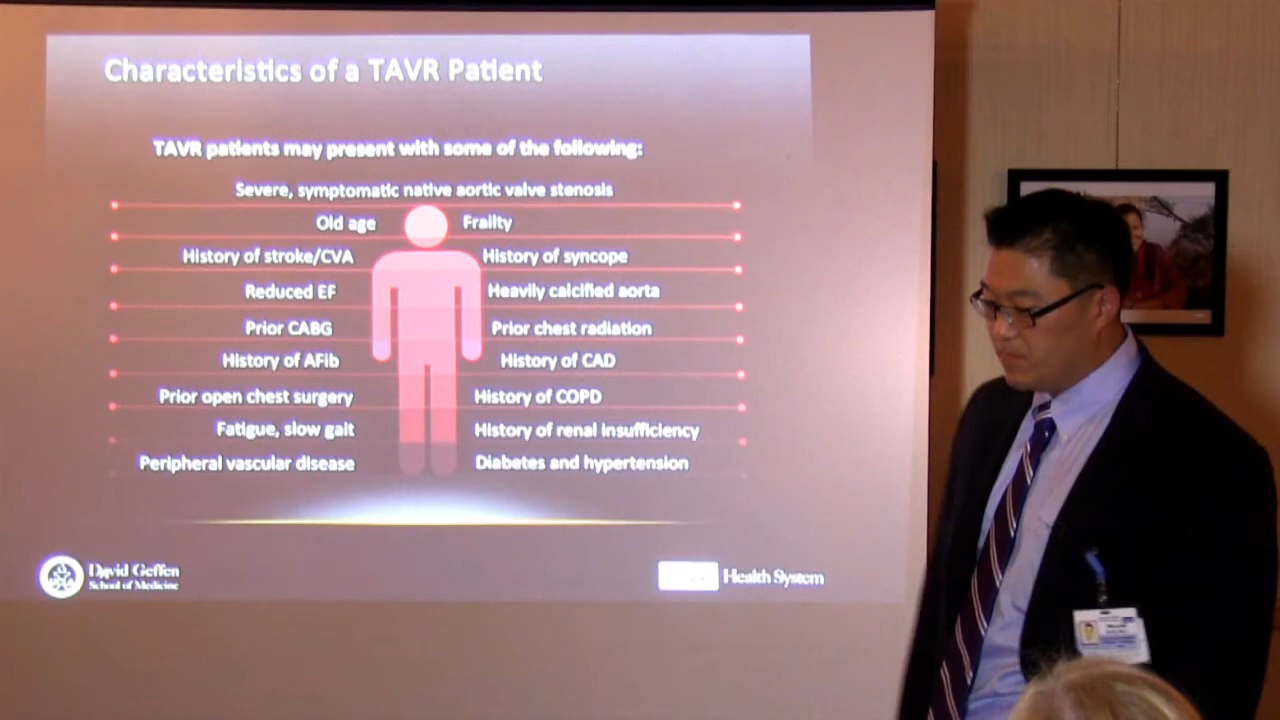 Characteristics of a TAVR Patient
TAVR patients may present with some of the following:
Severe, symptomatic native aortic valve stenosis
Old age Frailty
History of stroke/CVA History of syncope
Reduced EF Heavily calcified aorta
Prior CABG Prior chest radiation
History of AFib History of CAD
Prior open chest surgery History of COPD
Fatigue, slow gait History of renal insufficiency
Peripheral vascular disease Diabetes and hypertension
David Geffen
School of Medicine
Health System